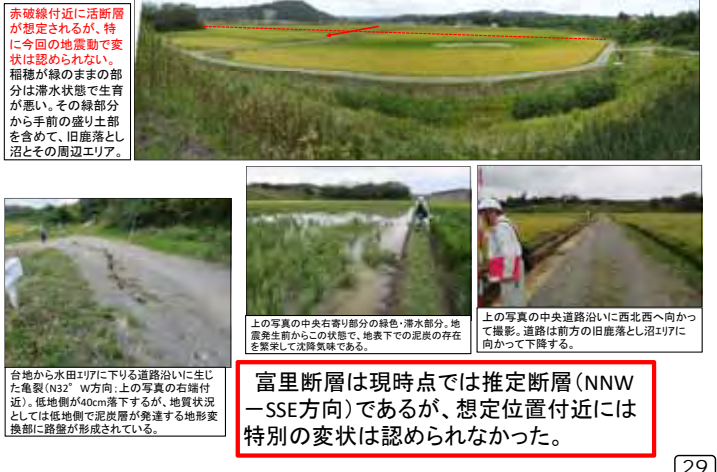 赤破線付近に活断層
が想定されるが、特
に今回の地震動で変
状は認められない。
稲穂が緑のままの部
分は滞水状態で生育
が悪い。その緑部分
から手前の盛り土部
を含めて、旧鹿落とし
沼とその周辺エリア。
台地から水田エリアに下りる道路沿いに生じ
た亀裂(N32°W方向:上の写真の右端付
近)。低地側が40cm落下するが、地質状況
としては低地側で泥炭層が発達する地形変
換部に路盤が形成されている。
上の写真の中央右寄り部分の緑色・滞水部分。地
震発生前からこの状態で、地表下での泥炭の存在
を繁栄して沈降気味である。
上の写真の中央道路沿いに西北西へ向かっ
て撮影。道路は前方の旧鹿落とし沼エリアに
向かって下降する。
富里断層は現時点では推定断層(NNW
-SSE方向)であるが、想定位置付近には
特別の変状は認められなかった。
29